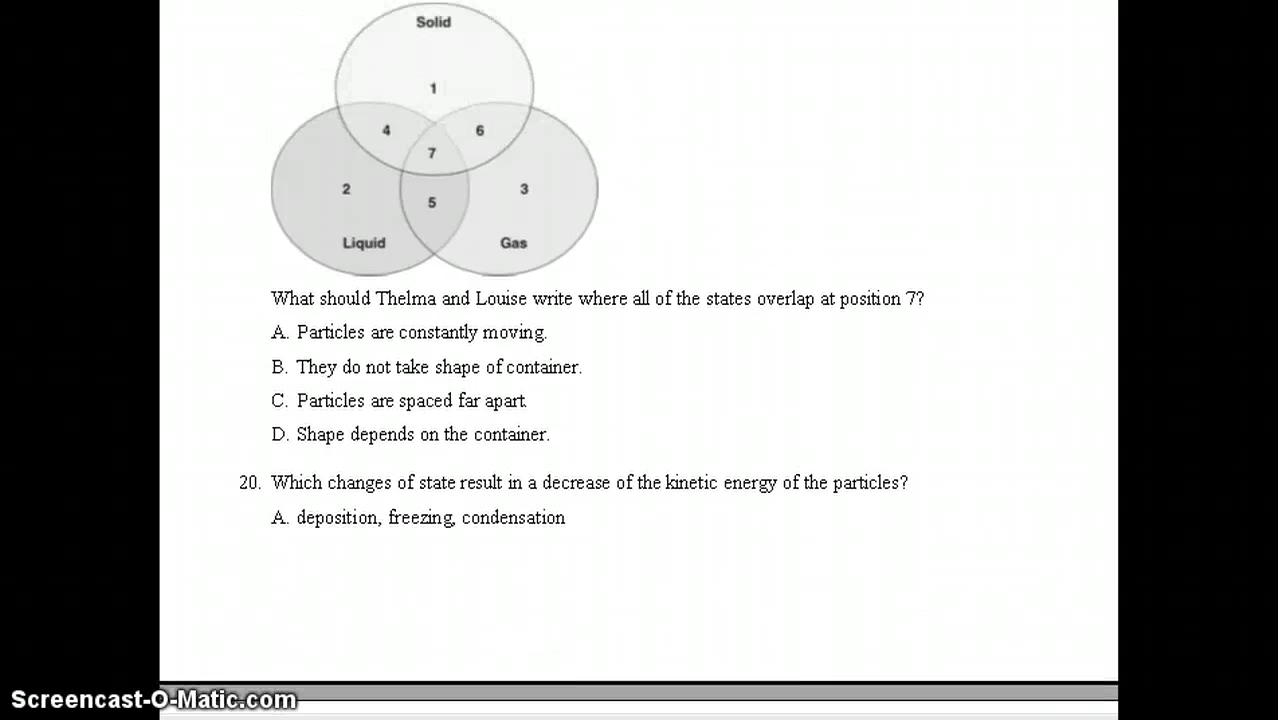 Solid
1
4
6
7
2
3
5
Liquid
Gas
What should Thelma and Louise write where all of the states overlap at position 7?
A. Particles are constantly moving.
B. They do not take shape of container.
C. Particles are spaced far apart.
D. Shape depends on the container.
20. Which changes of state result in a decrease of the kinetic energy of the particles?
A. deposition, freezing, condensation
Screencast-O-Matic.com